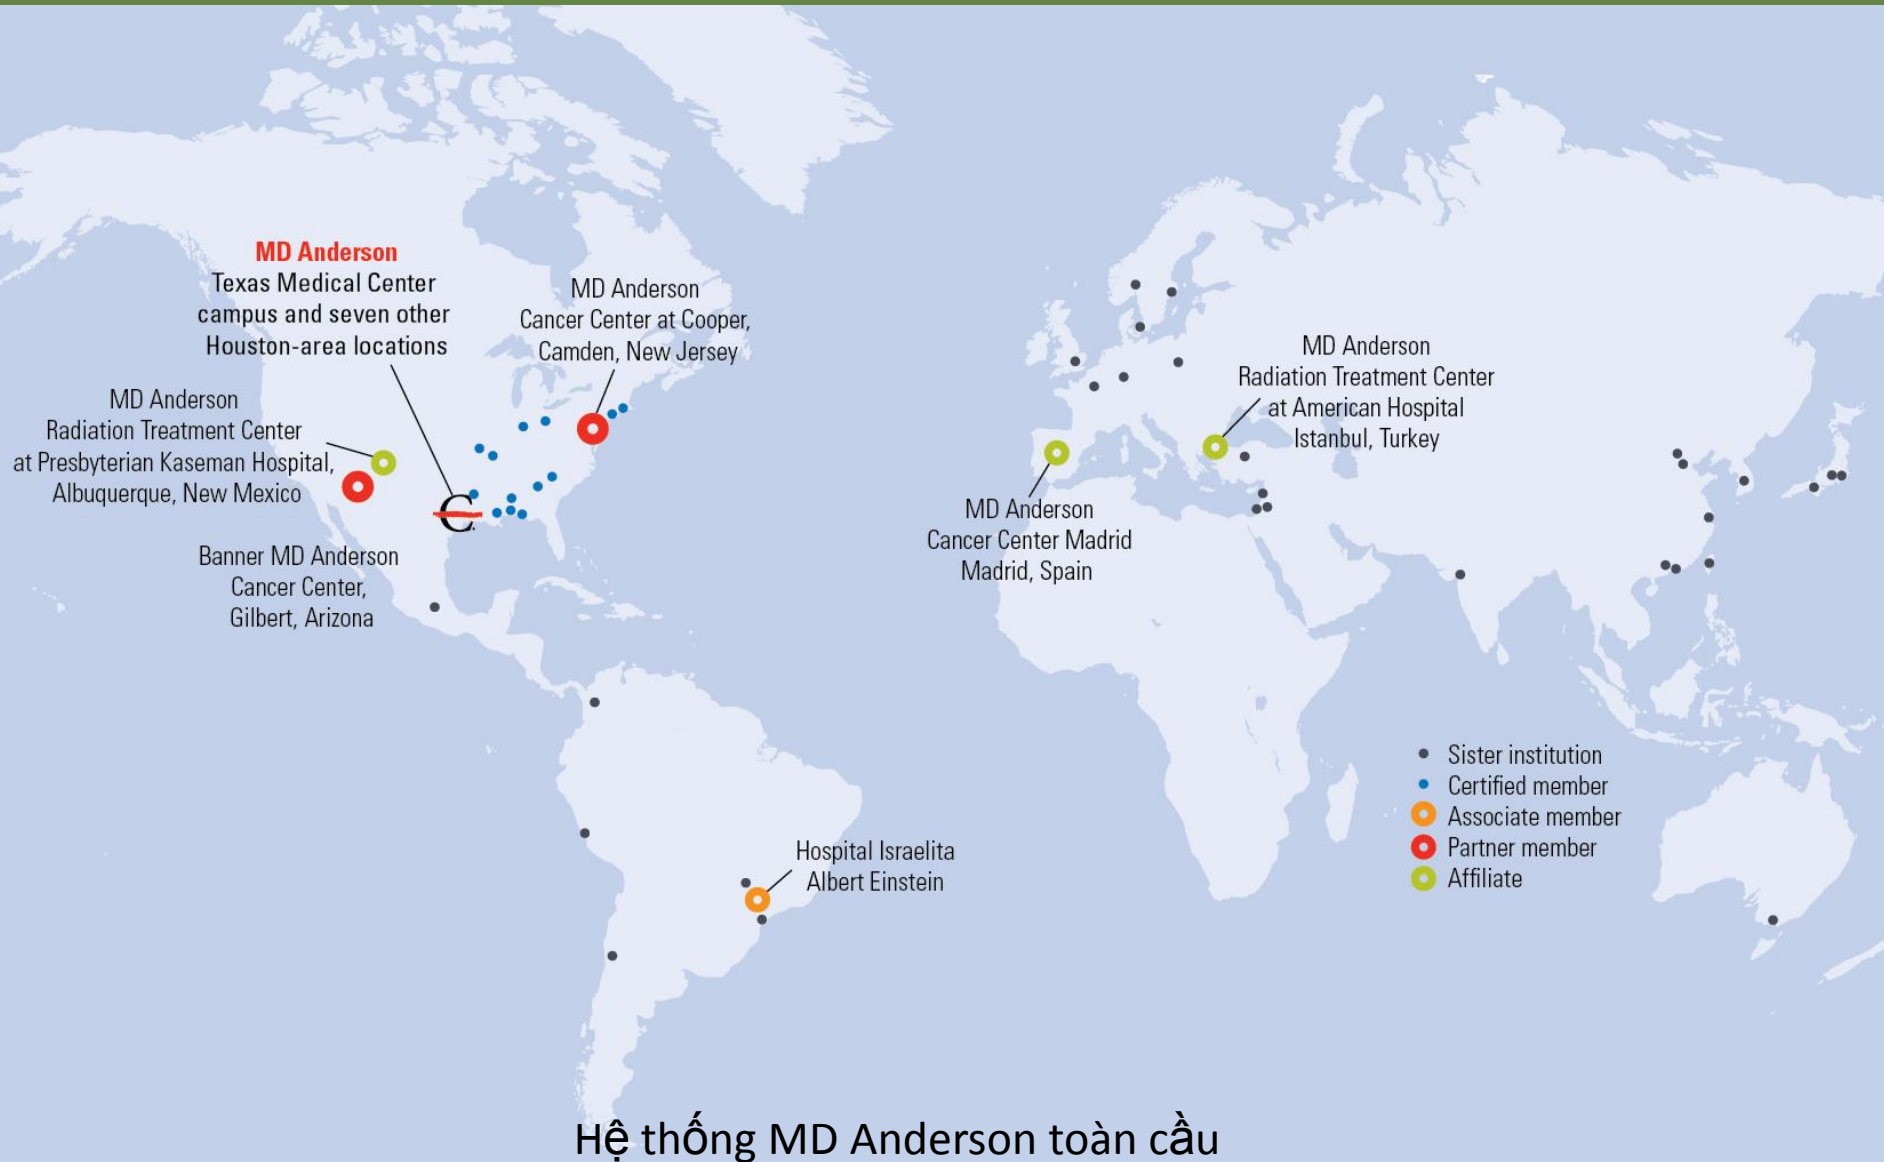 MD Anderson
Texas Medical Center
campus and seven other
Houston-area locations
MD Anderson
Cancer Center at Cooper,
Camden, New Jersey
MD Anderson
Radiation Treatment Center
at Presbyterian Kaseman Hospital,
Albuquerque, New Mexico
Banner MD Anderson
Cancer Center,
Gilbert, Arizona
MD Anderson
Radiation Treatment Center
at American Hospital
Istanbul, Turkey
MD Anderson
Cancer Center Madrid
Madrid, Spain
Hospital Israelita
Albert Einstein
Sister institution
Certified member
Associate member
Partner member
Affiliate
C.
Hệ thống MD Anderson toàn cầu